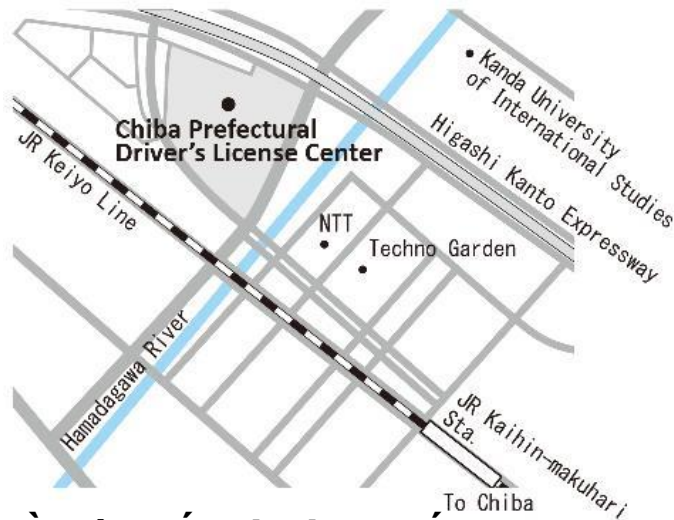 Kanda University
of International Studies
Higashi Kanto Expressway
Chiba Prefectural
Driver's License Center
JR Keiyo Line
NTT
Techno Garden
Hamadagawa River
JR Kaihin-makuhari
Sta.
To Chiba